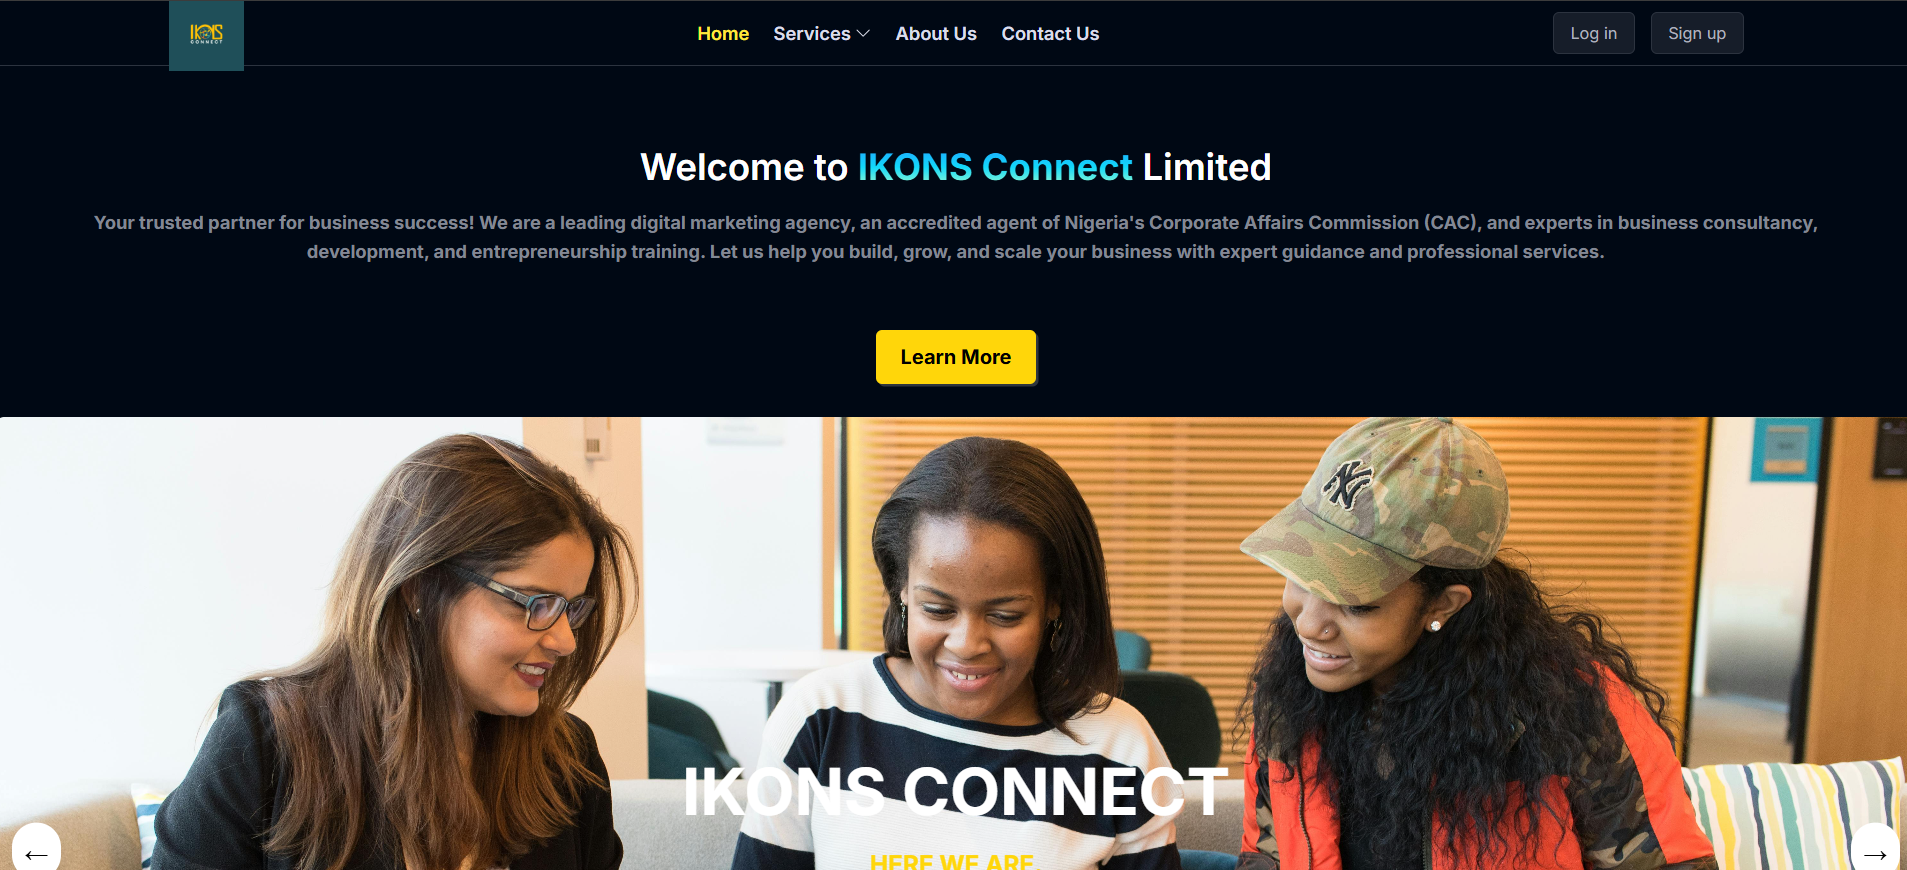 IKONS
CONNECT
Home
Services
About Us
Contact Us
Log in
Sign up
Welcome to IKONS Connect Limited
Your trusted partner for business success! We are a leading digital marketing agency, an accredited agent of Nigeria's Corporate Affairs Commission (CAC), and experts in business consultancy,
development, and entrepreneurship training. Let us help you build, grow, and scale your business with expert guidance and professional services.
Learn More
NY
IKONS CONNECT
HERE WE ARE.
←
→